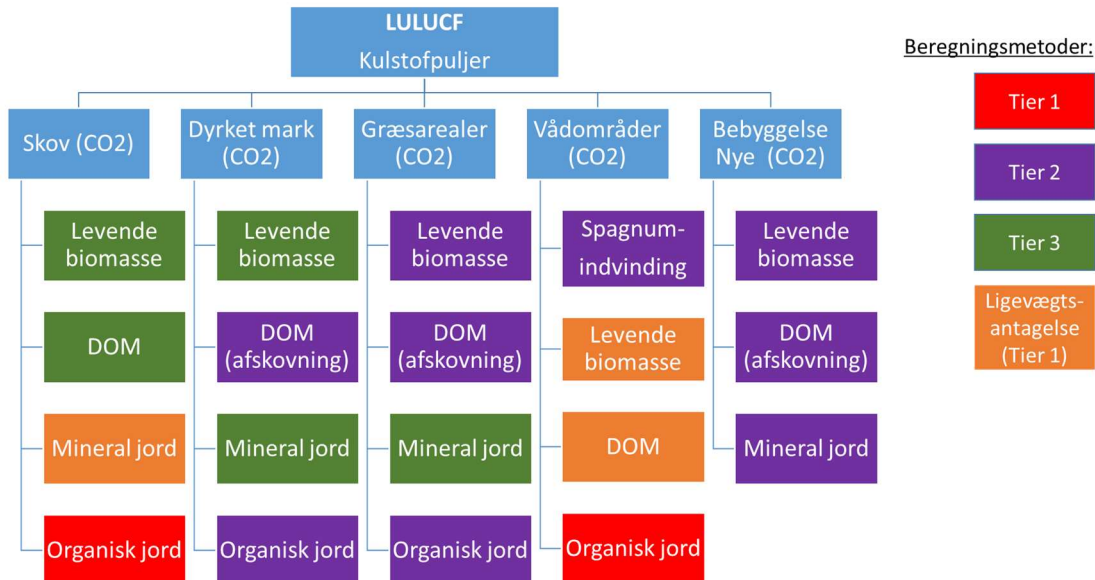 LULUCF
Kulstofpuljer
Beregningsmetoder:
Skov (CO2)
Dyrket mark
(CO2)
Græsarealer
(CO2)
Vådområder
(CO2)
Bebyggelse
Nye (CO2)
Levende
biomasse
DOM
Mineral jord
Organisk jord
Levende
biomasse
DOM
(afskovning)
Mineral jord
Organisk jord
Levende
biomasse
DOM
(afskovning)
Mineral jord
Organisk jord
Spagnum-
indvinding
Levende
biomasse
DOM
Organisk jord
Levende
biomasse
DOM
(afskovning)
Mineral jord
Tier 1
Tier 2
Tier 3
Ligevægts-
antagelse
(Tier 1)